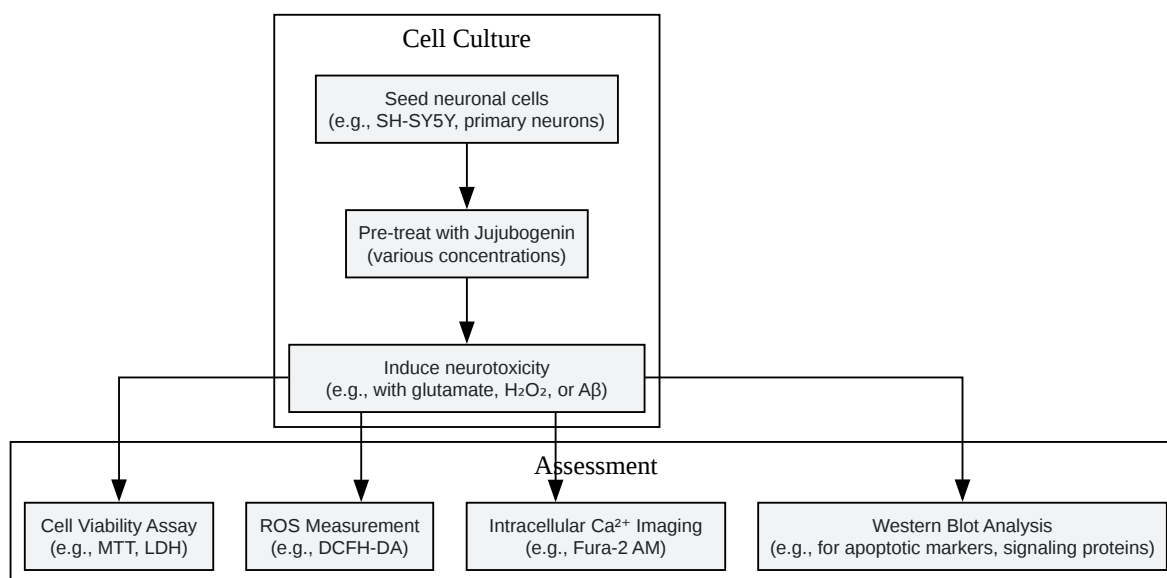 Cell Culture
Seed neuronal cells
(e.g., SH-SY5Y, primary neurons)
Pre-treat with Jujubogenin
(various concentrations)
Induce neurotoxicity
(e.g., with glutamate, H₂O₂, or Aβ)
Assessment
Cell Viability Assay
(e.g., MTT, LDH)
ROS Measurement
(e.g., DCFH-DA)
Intracellular Ca²⁺ Imaging
(e.g., Fura-2 AM)
Western Blot Analysis
(e.g., for apoptotic markers, signaling proteins)